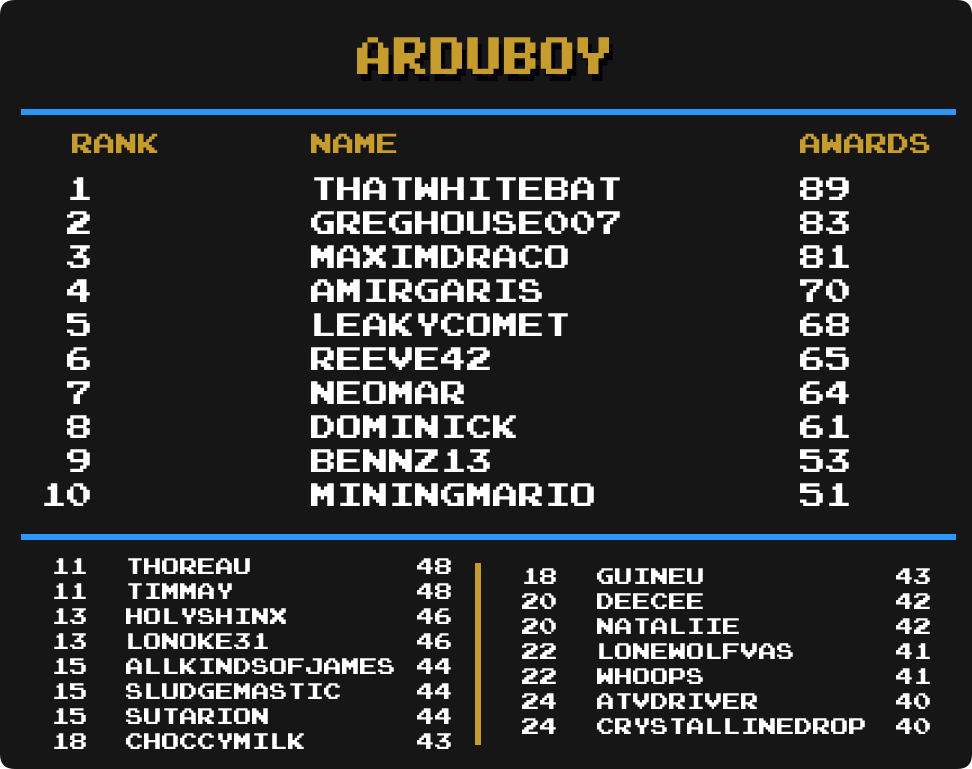 ARDUBOY
RANK NAME AWARDS
1 THATWHITEBAT 89
2 GREGHOUSE007 83
3 MAXIMDRACO 81
4 AMIRGARIS 70
5 LEAKYCOMET 68
6 REEVE42 65
7 NEOMAR 64
8 DOMINICK 61
9 BENNZ13 53
10 MININGMARIO 51
11 THOREAU 48
11 TIMMAY 48
13 HOLYSHINX 46
13 LONOKE31 46
15 ALLKINDSOFJAMES 44
15 SLUDGEMASTIC 44
15 SUTARION 44
18 CHOCCYMILK 43
18 GUINEU 43
20 DEECEE 42
20 NATALIIE 42
22 LONEWOLFVAS 41
22 WHOOPS 41
24 ATVDRIVER 40
24 CRYSTALLINEDROP 40